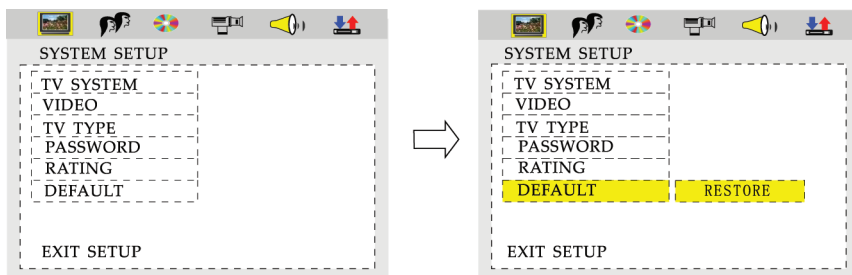 SYSTEM SETUP
TV SYSTEM
VIDEO
TV TYPE
PASSWORD
RATING
DEFAULT
EXIT SETUP
SYSTEM SETUP
TV SYSTEM
VIDEO
TV TYPE
PASSWORD
RATING
DEFAULT RESTORE
EXIT SETUP